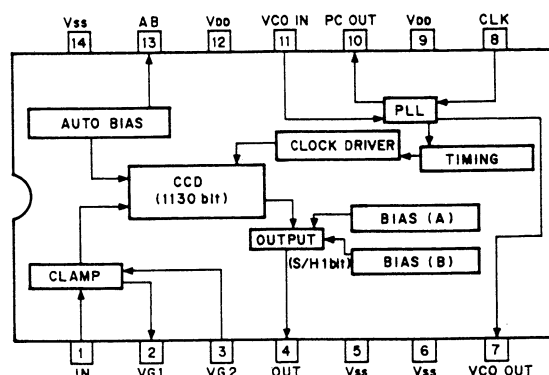 Vss AB VDD VCO IN PC OUT VDD CLK
14 13 12 11 10 9 8
PLL
AUTO BIAS
CLOCK DRIVER
TIMING
CCD
(1130 bit)
BIAS (A)
OUTPUT
(S/H 1bit)
BIAS (B)
CLAMP
1 2 3 4 5 6 7
IN VG1 VG2 OUT Vss Vss VCO OUT